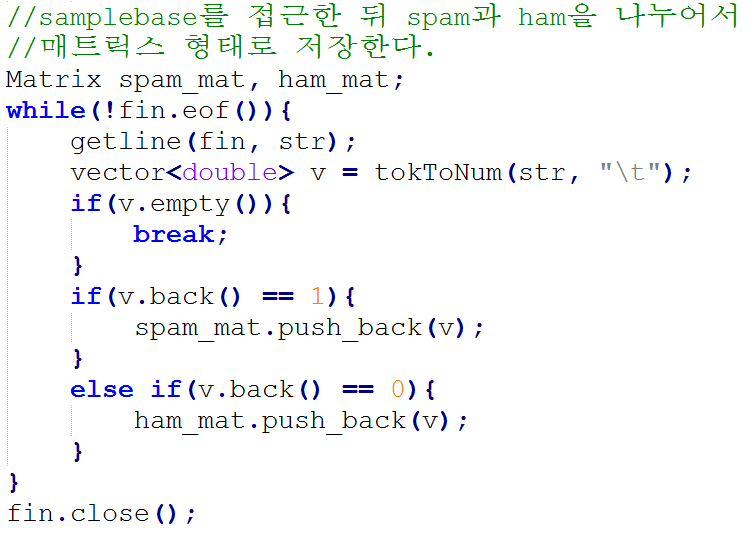 //samplebase를 접근한 뒤 spam과 ham을 나누어서
//매트릭스 형태로 저장한다.
Matrix spam_mat, ham_mat;
while(!fin.eof()){
    getline(fin, str);
    vector<double> v = tokToNum(str, "\t");
    if(v.empty()){
        break;
    }
    if(v.back() == 1){
        spam_mat.push_back(v);
    }
    else if(v.back() == 0){
        ham_mat.push_back(v);
    }
}
fin.close();